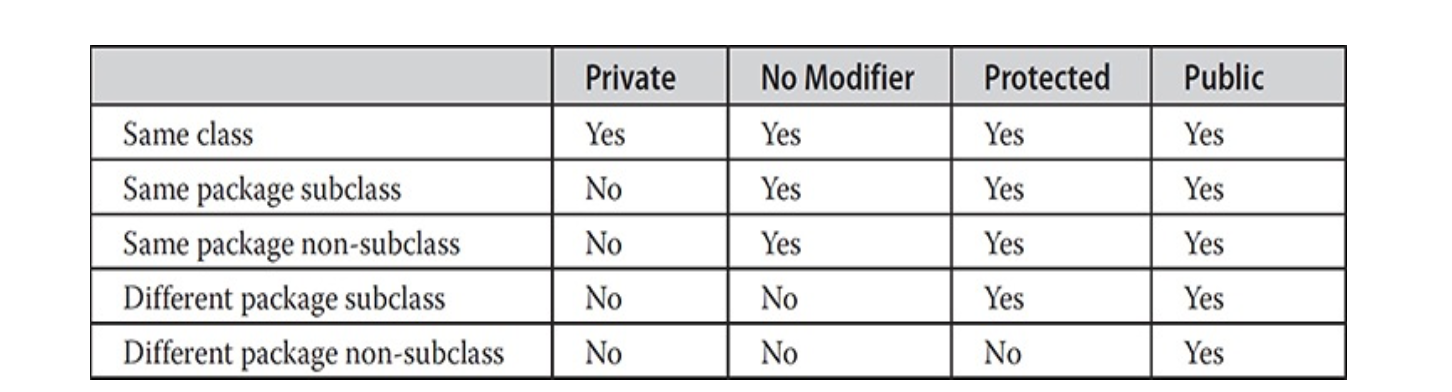 Private No Modifier Protected Public
Same class Yes Yes Yes Yes
Same package subclass No Yes Yes Yes
Same package non-subclass No Yes Yes Yes
Different package subclass No No Yes Yes
Different package non-subclass No No No Yes